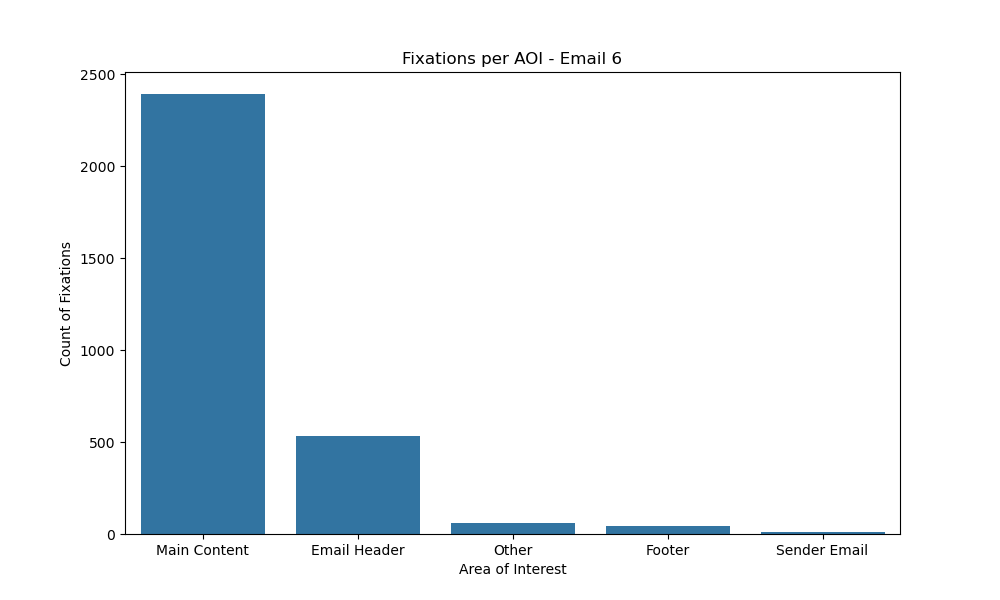 Fixations per AOI - Email 6
2500
2000
1500
1000
500
0
Count of Fixations
Main Content Email Header Other Footer Sender Email
Area of Interest